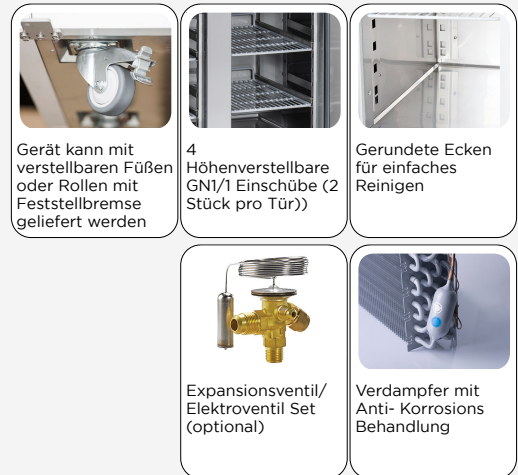 Gerät kann mit
verstellbaren Füßen
oder Rollen mit
Feststellbremse
geliefert werden
4
Höhenverstellbare
GN1/1 Einschübe (2
Stück pro Tür))
Gerundete Ecken
für einfaches
Reinigen
Expansionsventil/
Elektroventil Set
(optional)
Verdampfer mit
Anti- Korrosions
Behandlung